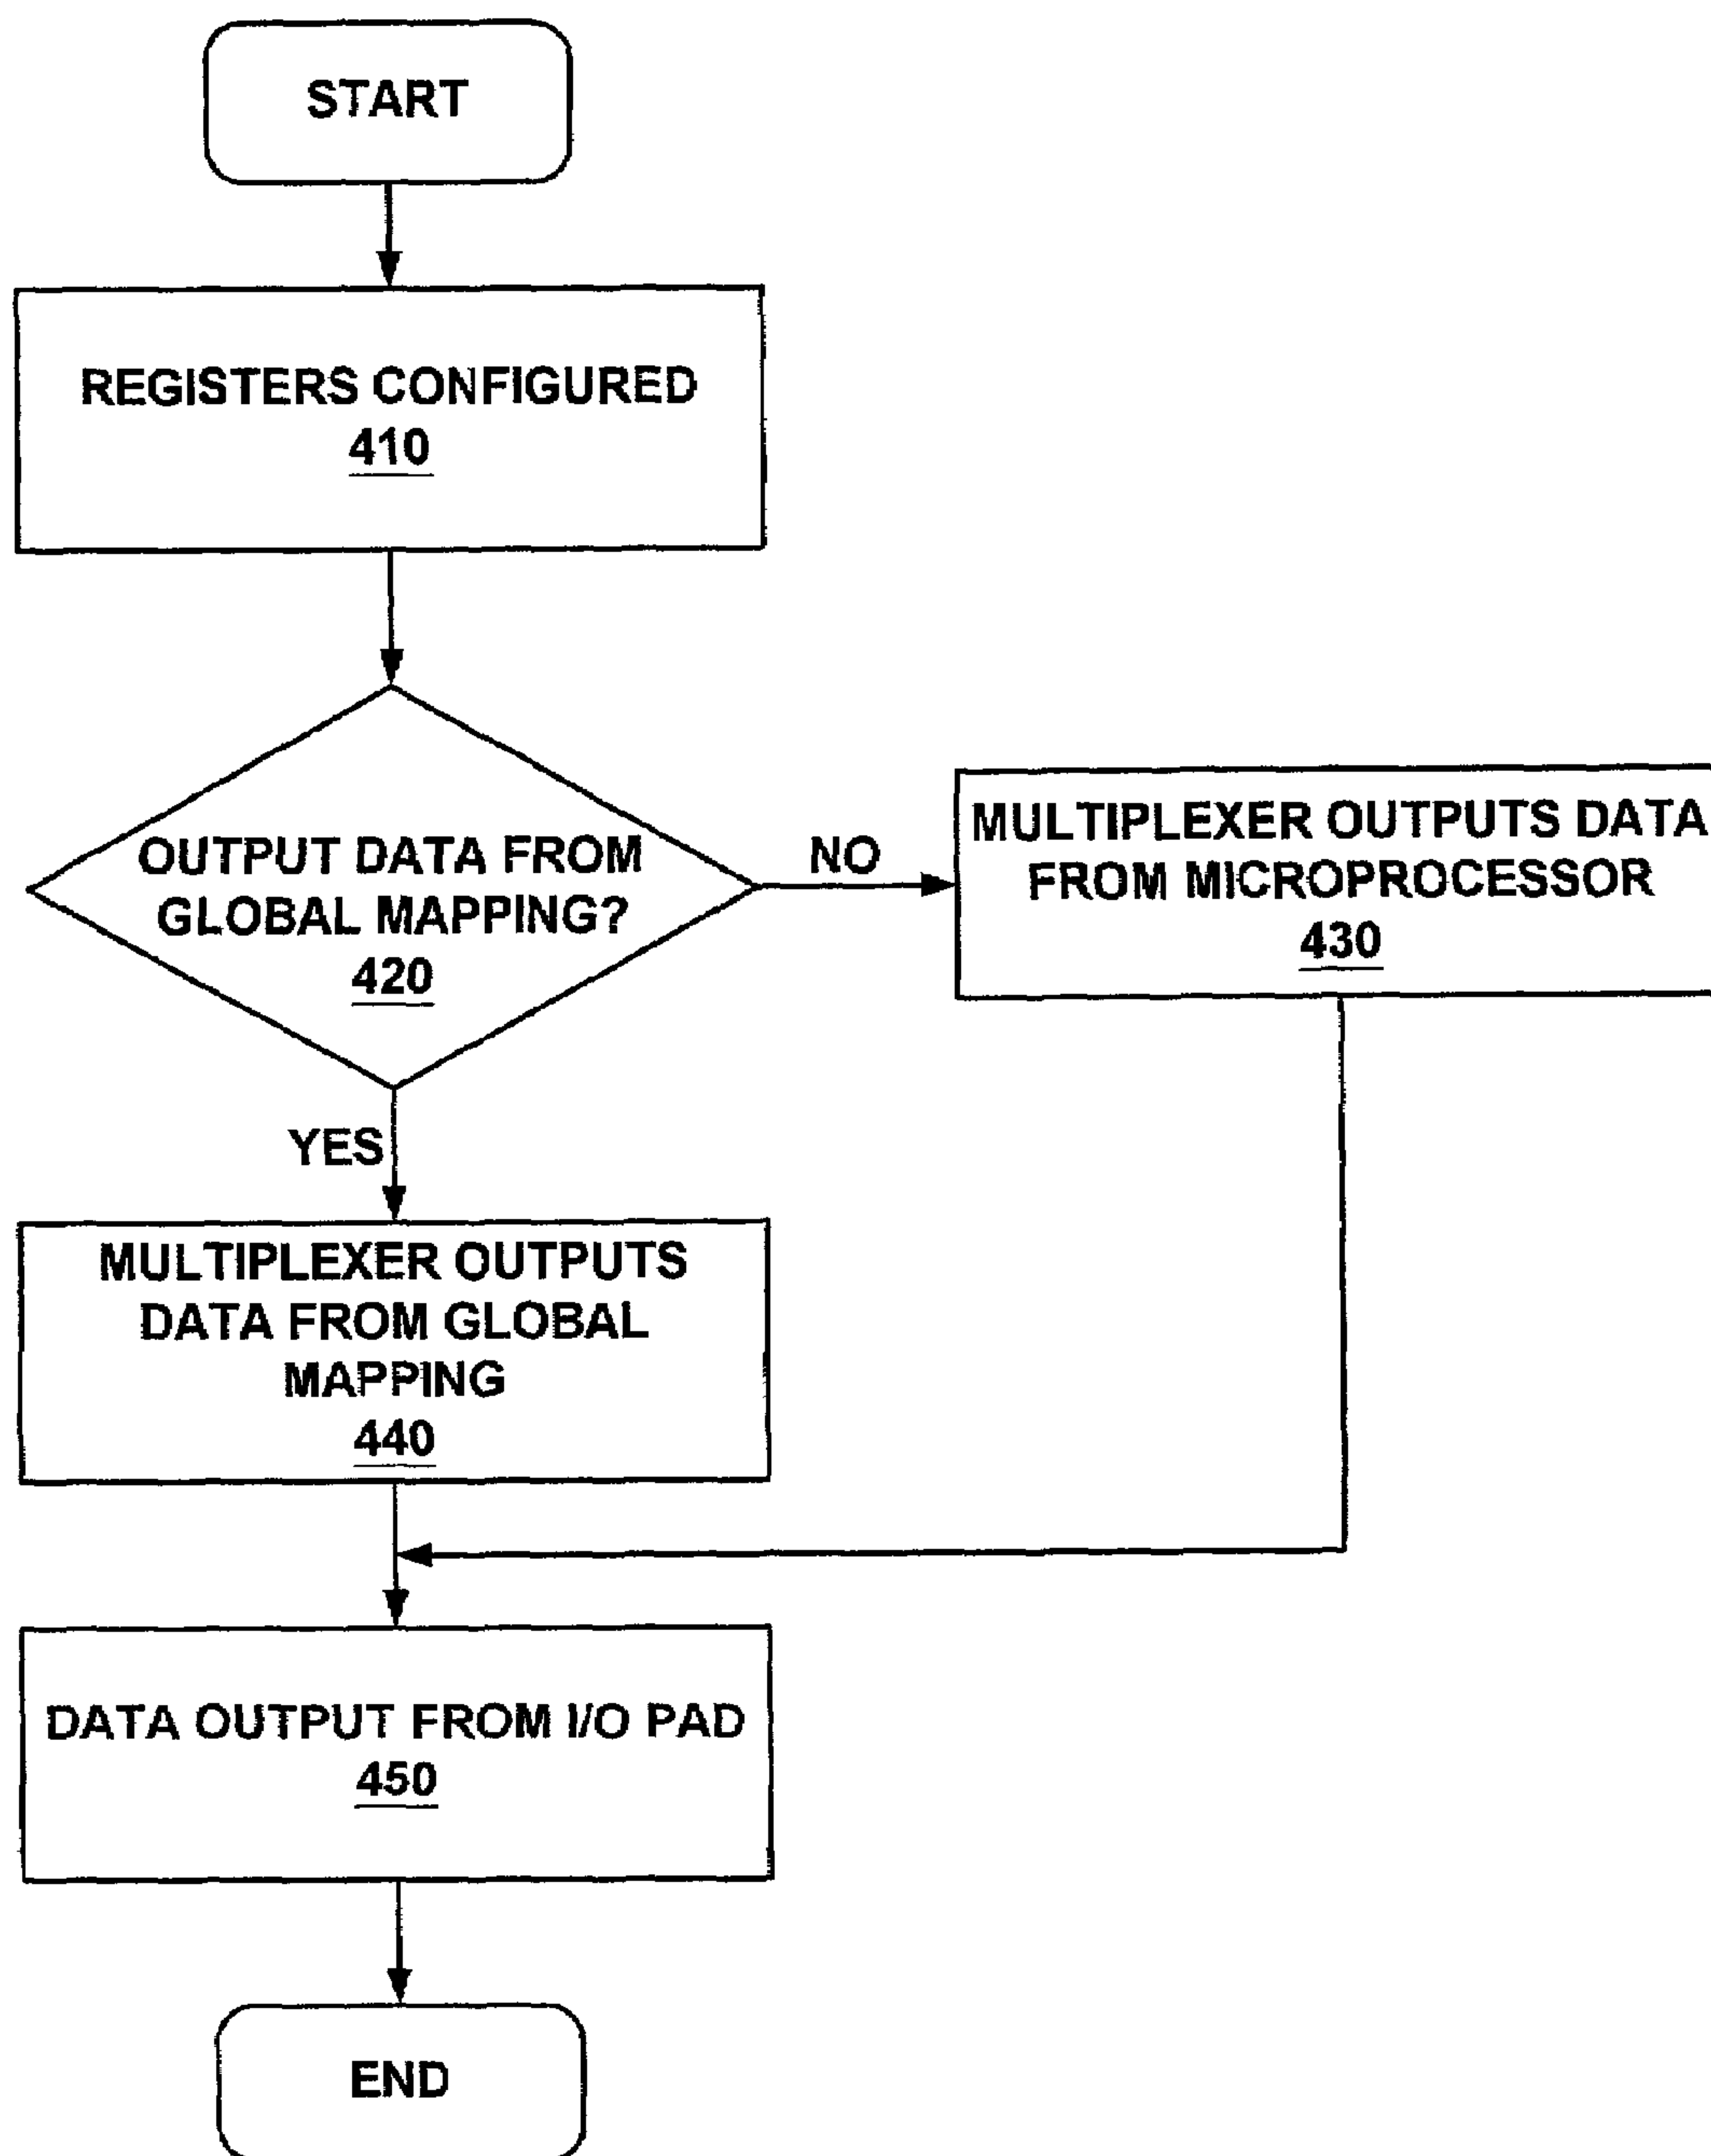 START
REGISTERS CONFIGURED
410
OUTPUT DATA FROM
GLOBAL MAPPING?
420
NO
MULTIPLEXER OUTPUTS DATA
FROM MICROPROCESSOR
430
YES
MULTIPLEXER OUTPUTS
DATA FROM GLOBAL
MAPPING
440
DATA OUTPUT FROM I/O PAD
450
END